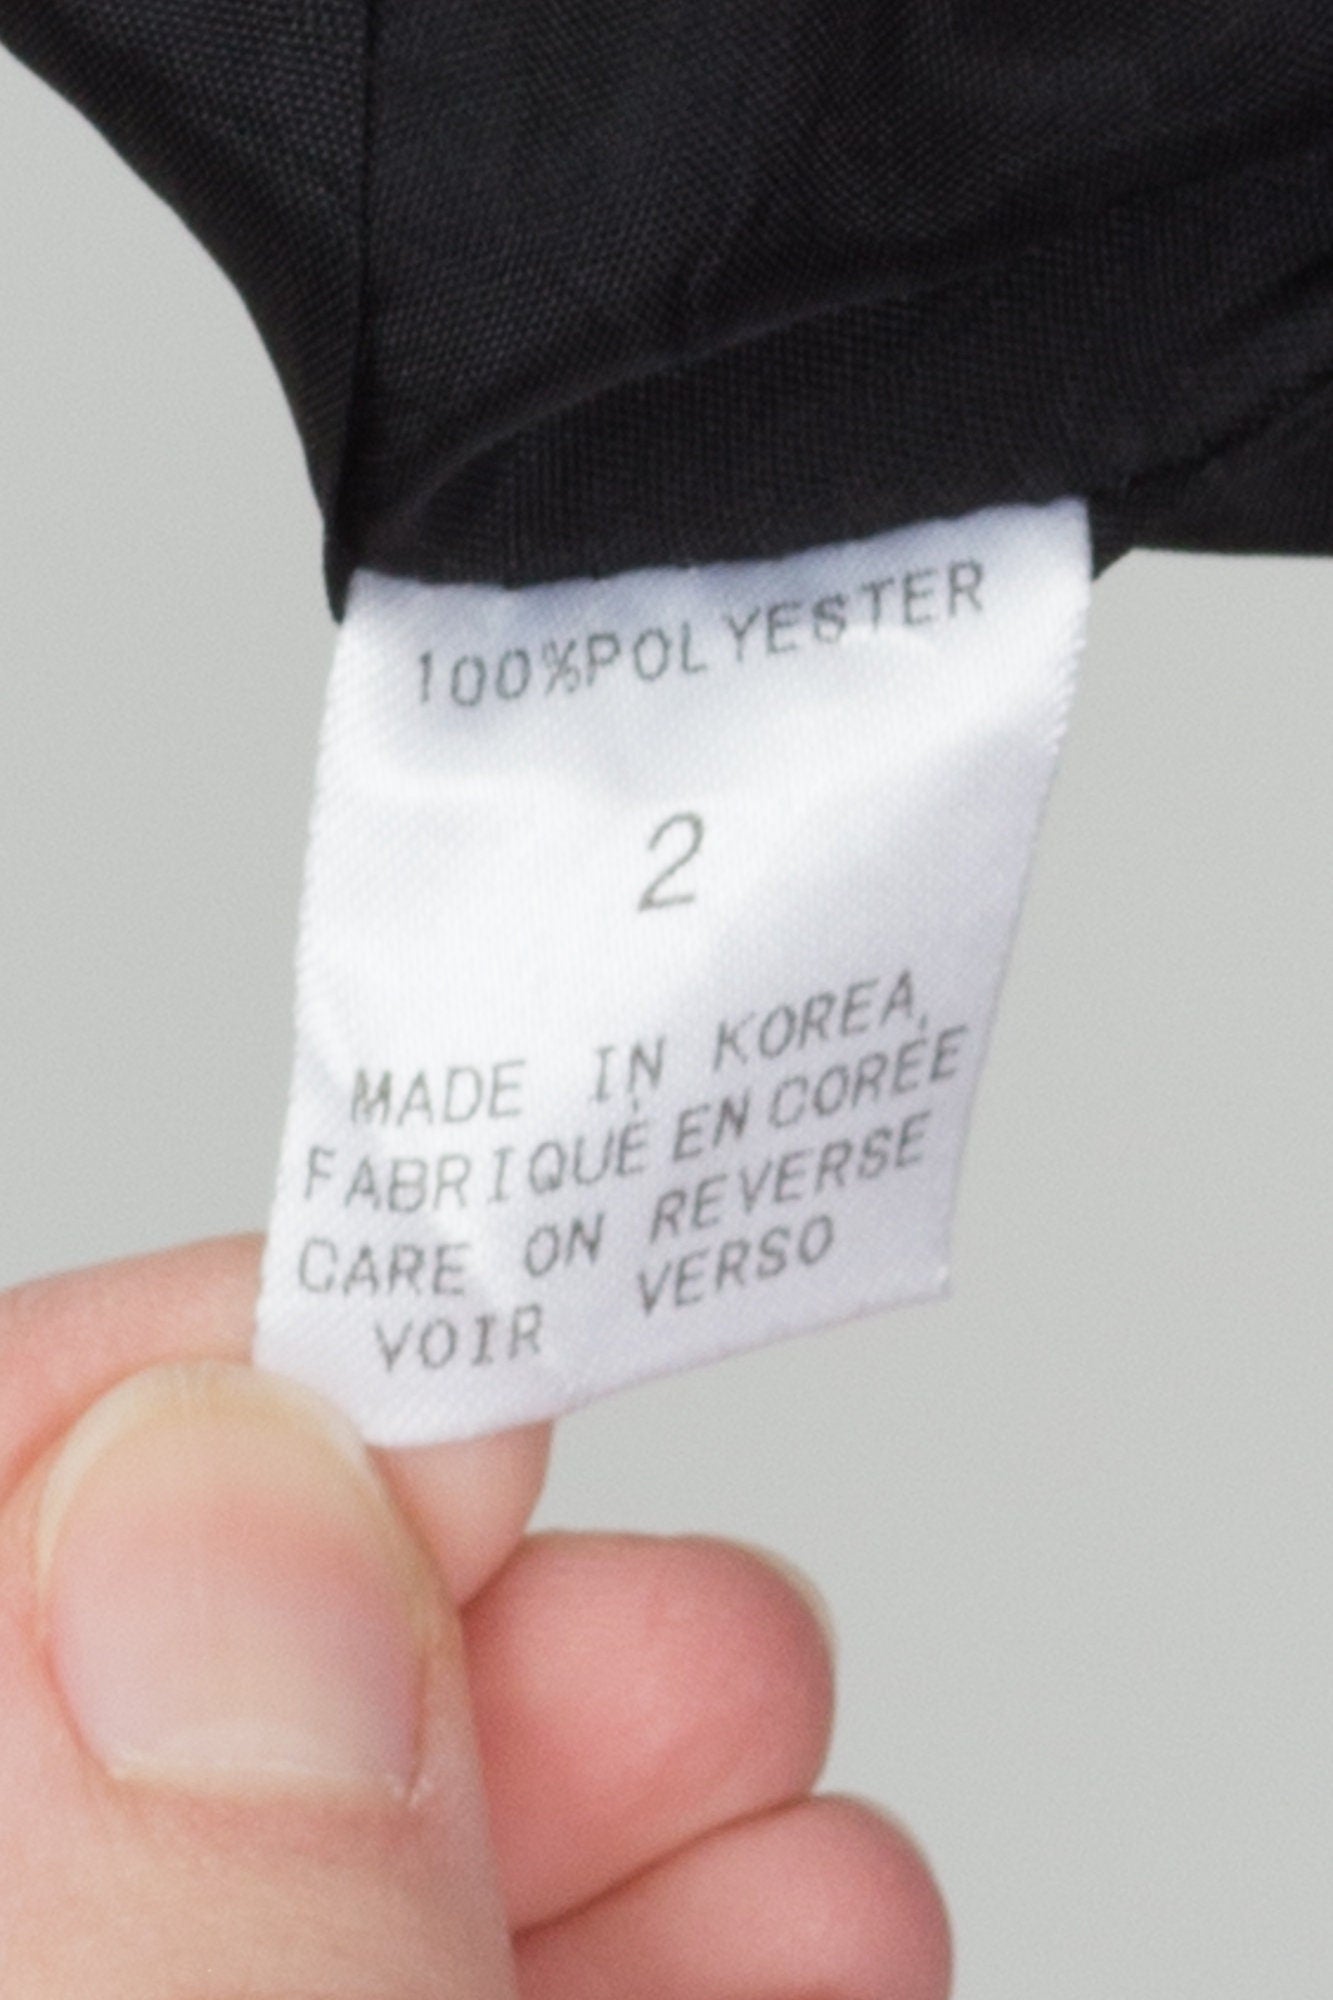 100%POLYESTER
2
MADE IN KOREA
FABRIQUÉ EN CORÉE
CARE ON REVERSE
VOIR VERSO